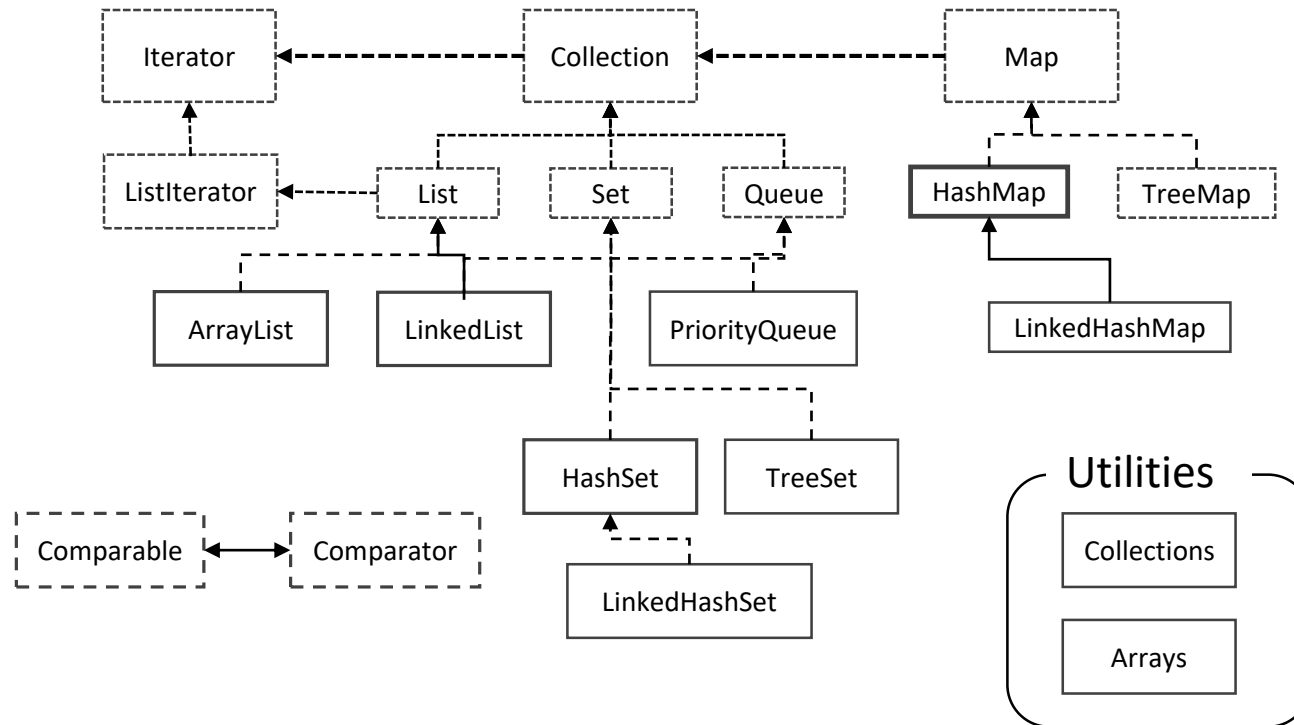 Iterator
Collection
Map
ListIterator
List
Set
Queue
HashMap
TreeMap
ArrayList
LinkedList
PriorityQueue
LinkedHashMap
HashSet
TreeSet
Utilities
Comparable
Comparator
Collections
LinkedHashSet
Arrays